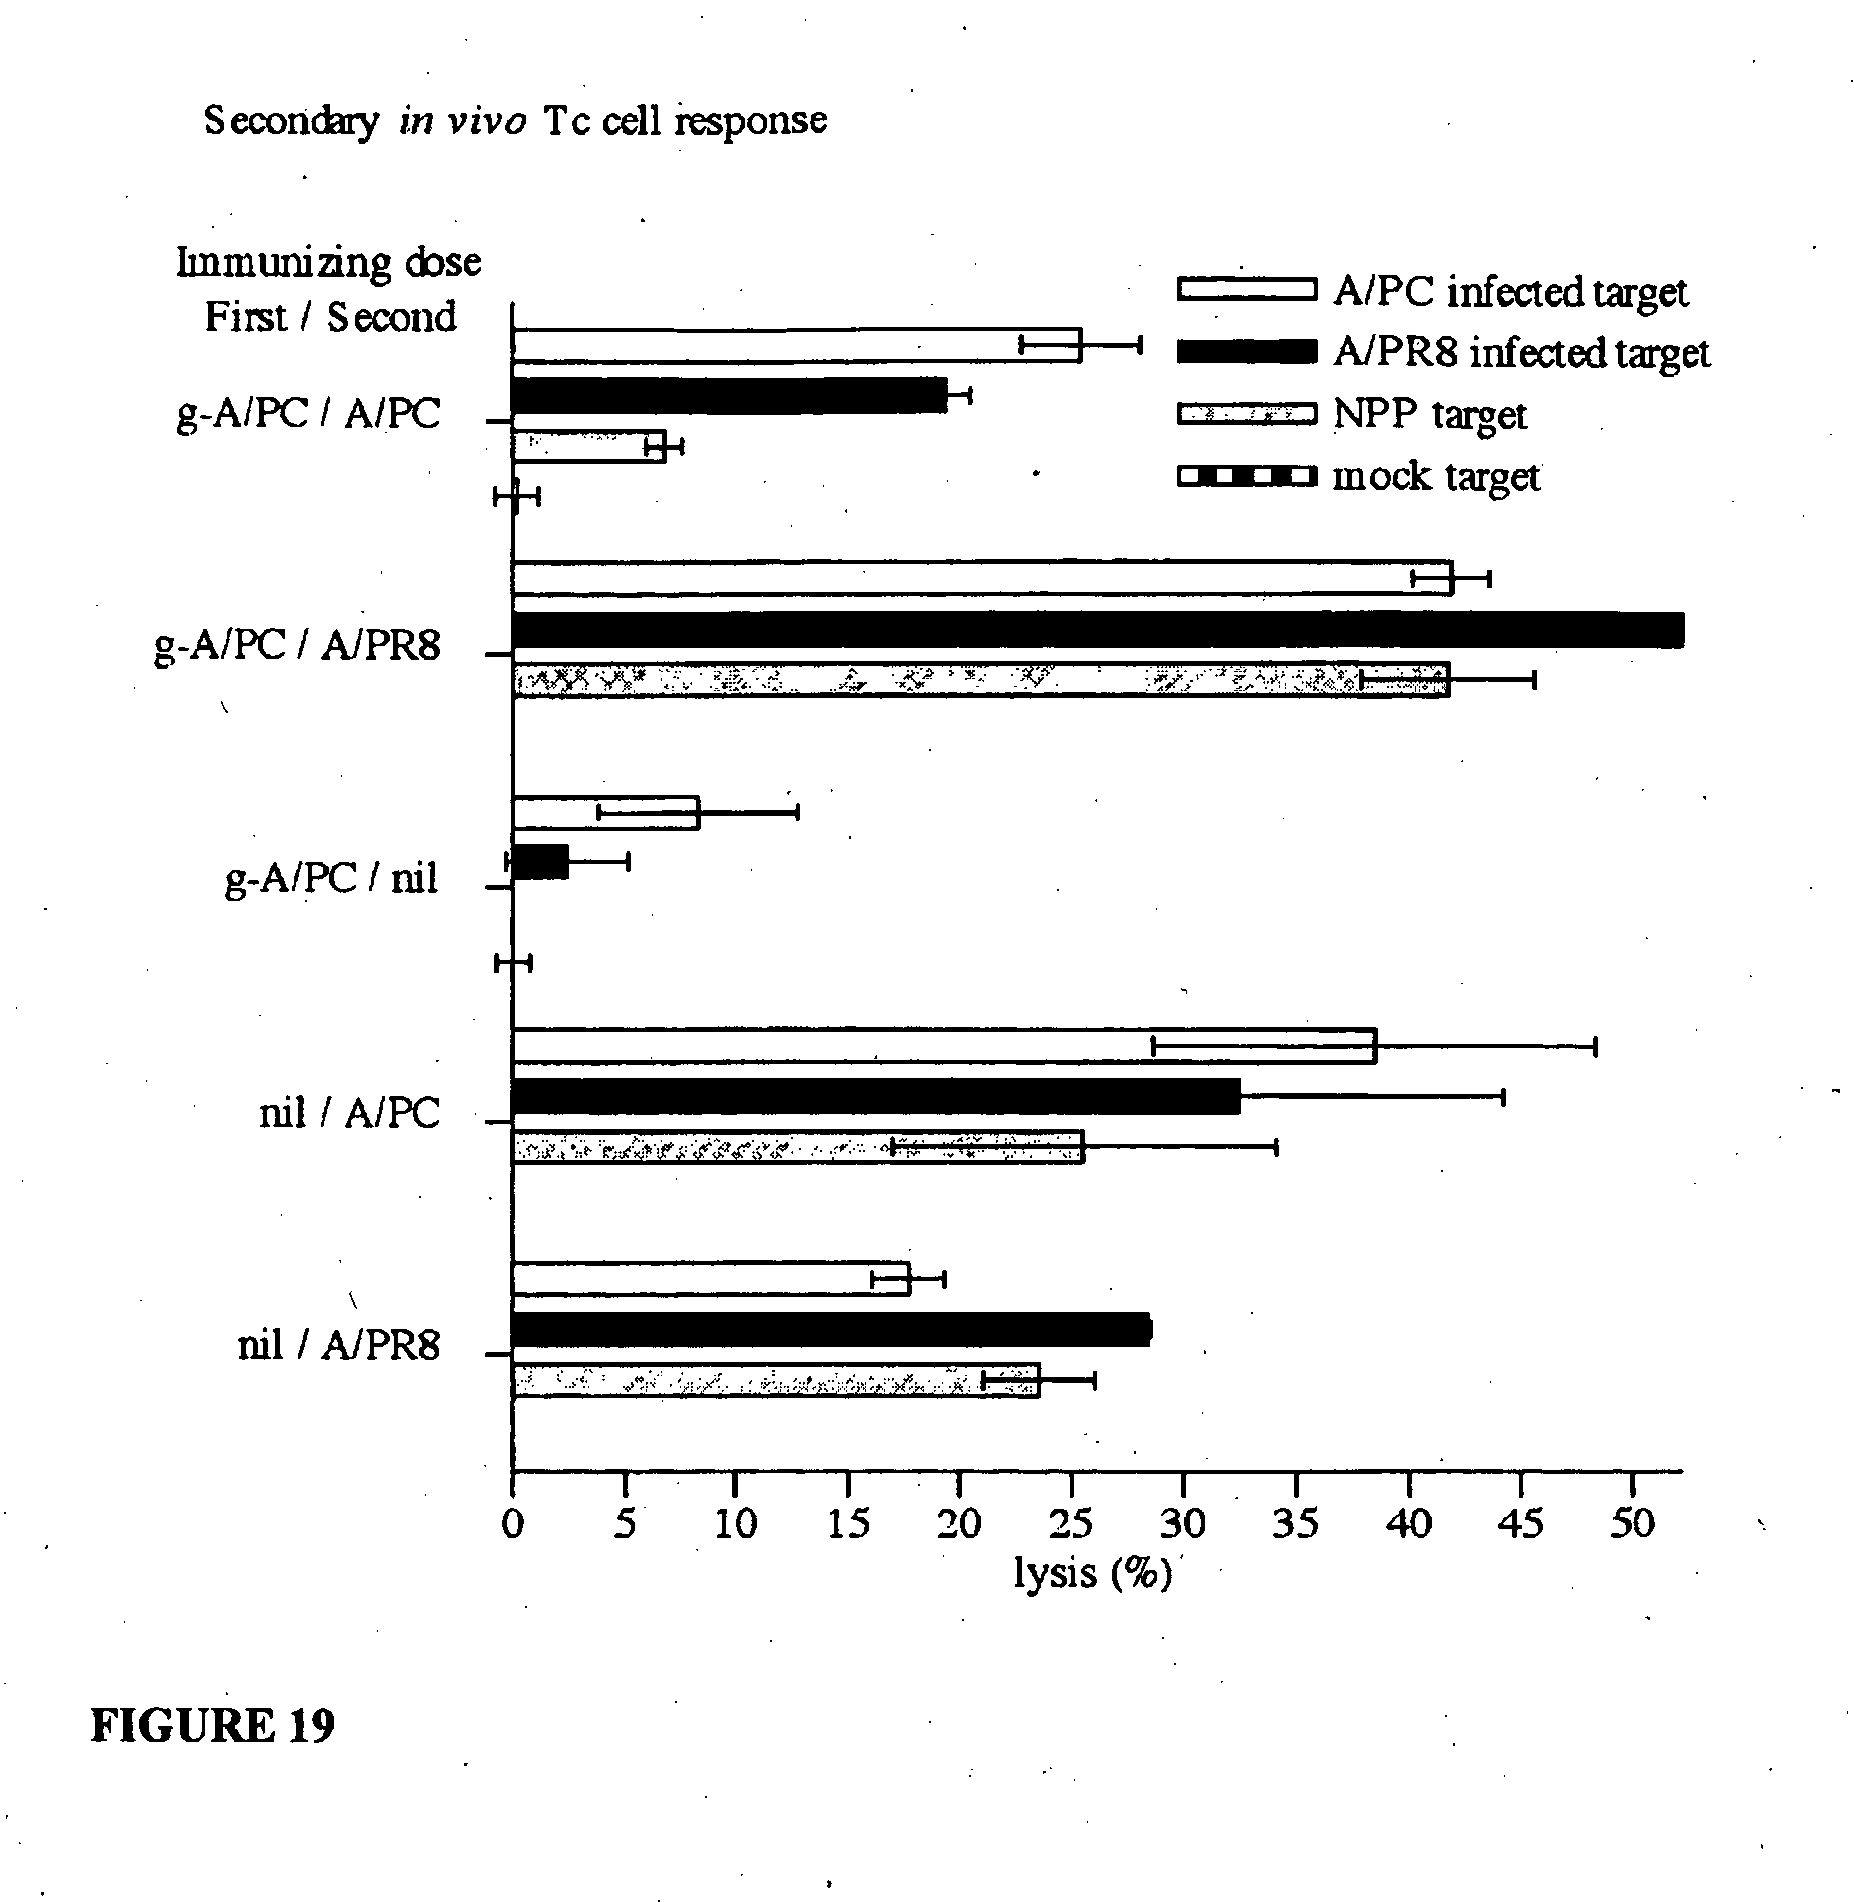 Secondary in vivo Tc cell response
Immunizing dose
First / Second
A/PC infected target
A/PR8 infected target
NPP target
mock target
g-A/PC / A/PC
g-A/PC / A/PR8
g-A/PC / nil
nil / A/PC
nil / A/PR8
0 5 10 15 20 25 30 35 40 45 50
lysis (%)
FIGURE 19